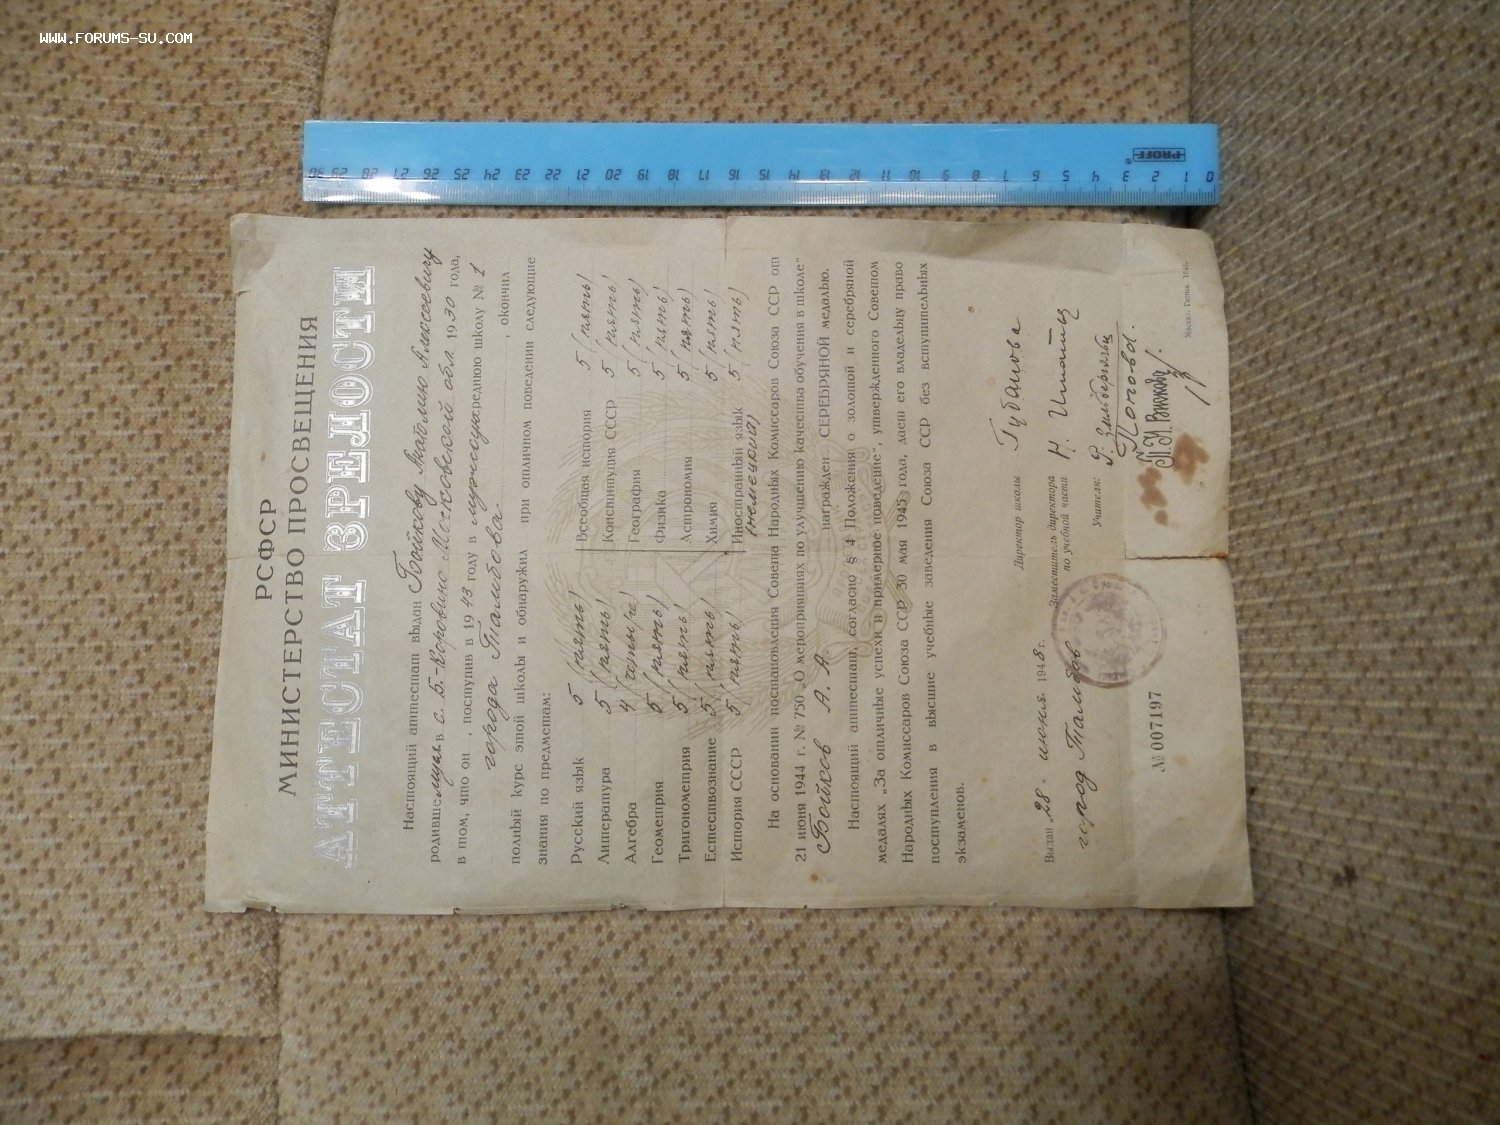 WWW.FORUMS-SU.COM
PROFF
0 1 2 3 4 5 6 7 8 9 10 11 12 13 14 15 16 17 18 19 20 21 22 23 24 25 26 27 28 29 30
РСФСР
МИНИСТЕРСТВО ПРОСВЕЩЕНИЯ
АТТЕСТАТ ЗРЕЛОСТИ
Настоящий аттестат выдан Бойкову Анатолию Алексеевичу
родившемуся в с. Б.-Коровино Московской обл. 1930 года,
в том, что он , поступив в 1943 году в мужскую среднюю школу № 1
города Тамбова , окончил
полный курс этой школы и обнаружил при отличном поведении следующие
знания по предметам:
Русский язык 5 (пять)
Литература 5 (пять)
Алгебра 4 (четыре)
Геометрия 5 (пять)
Тригонометрия 5 (пять)
Естествознание 5 (пять)
История СССР 5 (пять)
Всеобщая история 5 (пять)
Конституция СССР 5 (пять)
География 5 (пять)
Физика 5 (пять)
Астрономия 5 (пять)
Химия 5 (пять)
Иностранный язык 5 (пять)
(немецкий)
На основании постановления Совета Народных Комиссаров Союза ССР от
21 июня 1944 г. № 750 „О мероприятиях по улучшению качества обучения в школе"
Бойков А. А. награжден СЕРЕБРЯНОЙ медалью.
Настоящий аттестат, согласно § 4 Положения о золотой и серебряной
медалях „За отличные успехи и примерное поведение", утвержденного Советом
Народных Комиссаров Союза ССР 30 мая 1945 года, дает его владельцу право
поступления в высшие учебные заведения Союза ССР без вступительных
экзаменов.
Выдан „28" июня 1948 г.
город Тамбов
№ 007197
Директор школы Губанова
Заместитель директора
по учебной части
Учителя:
Р. Зильбергельц
Попова